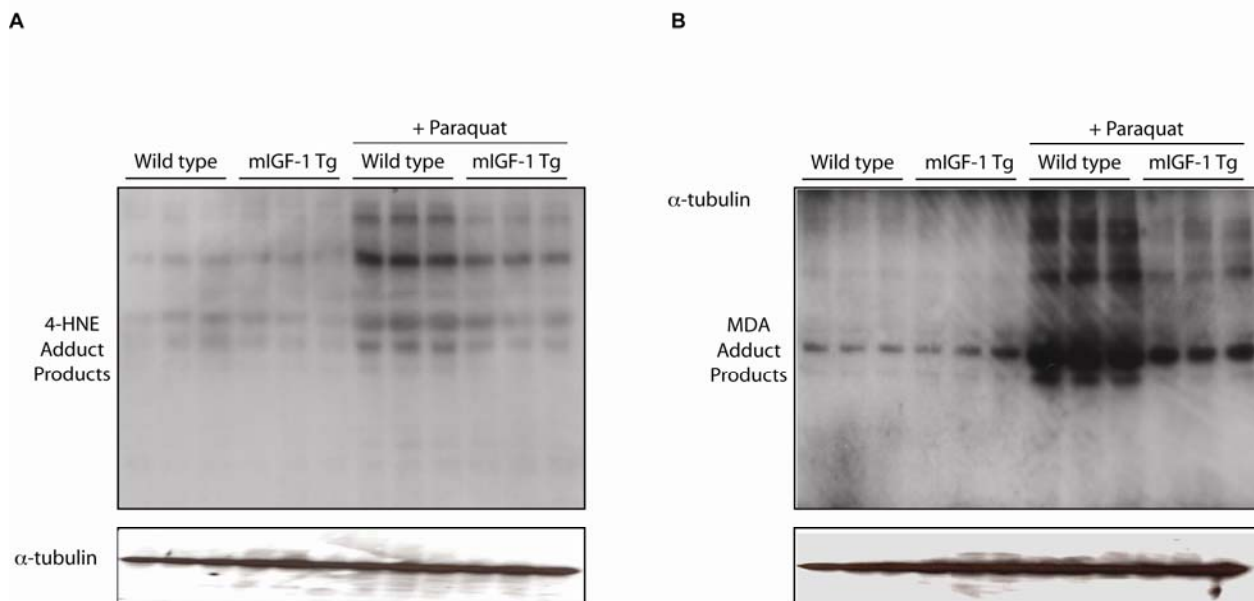 A
+ Paraquat
Wild type mIGF-1 Tg Wild type mIGF-1 Tg
4-HNE
Adduct
Products
α-tubulin
B
+ Paraquat
Wild type mIGF-1 Tg Wild type mIGF-1 Tg
α-tubulin
MDA
Adduct
Products